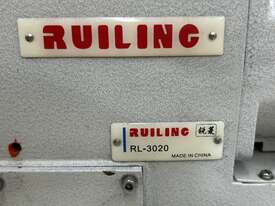 RUILING
RUILING 锐菱
RL-3020
MADE IN CHINA